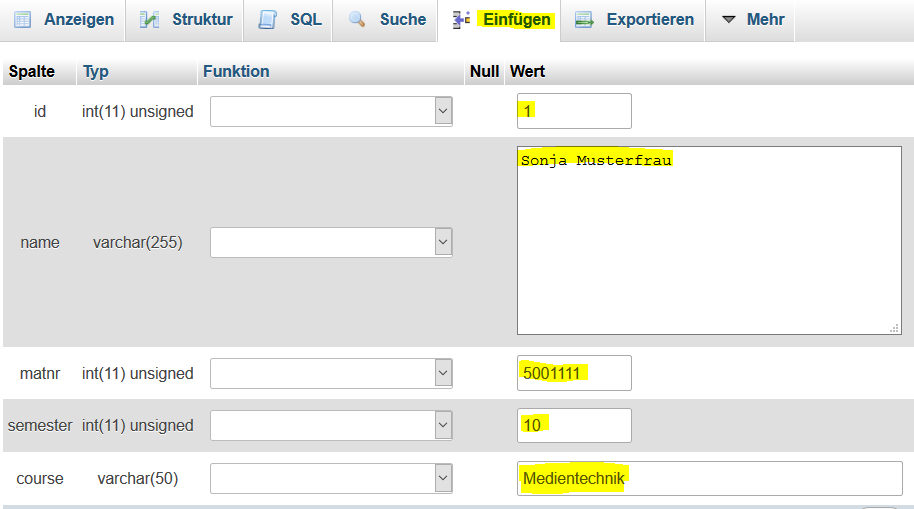 Anzeigen Struktur SQL Suche Einfügen Exportieren Mehr
Spalte Typ Funktion Null Wert
id int(11) unsigned 1
name varchar(255) Sonja Musterfrau
matnr int(11) unsigned 5001111
semester int(11) unsigned 10
course varchar(50) Medientechnik